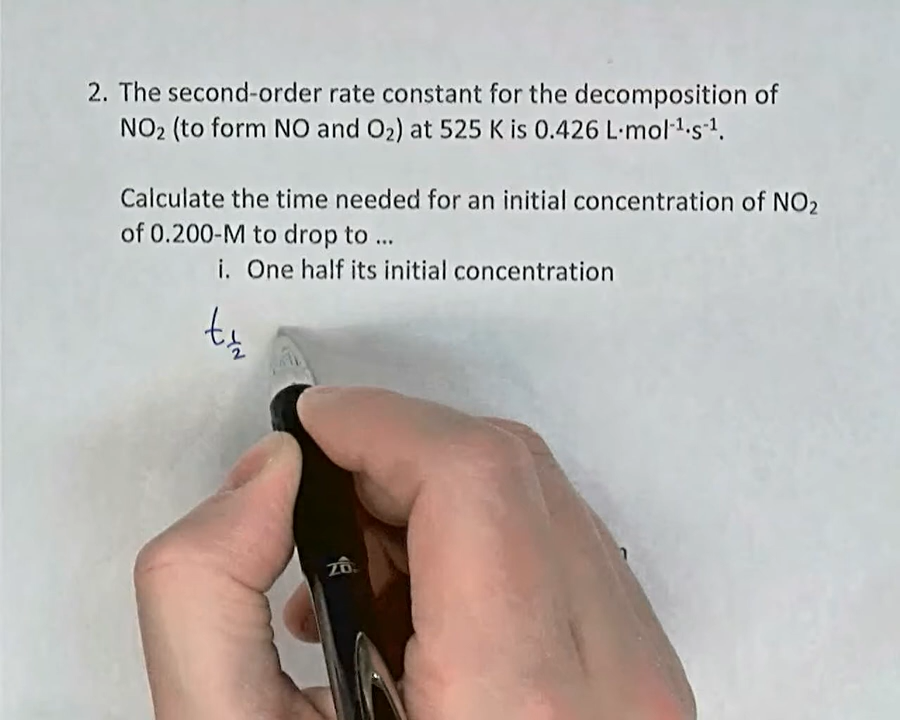 2. The second-order rate constant for the decomposition of
NO₂ (to form NO and O₂) at 525 K is 0.426 L·mol⁻¹·s⁻¹.
Calculate the time needed for an initial concentration of NO₂
of 0.200-M to drop to ...
i. One half its initial concentration
t½